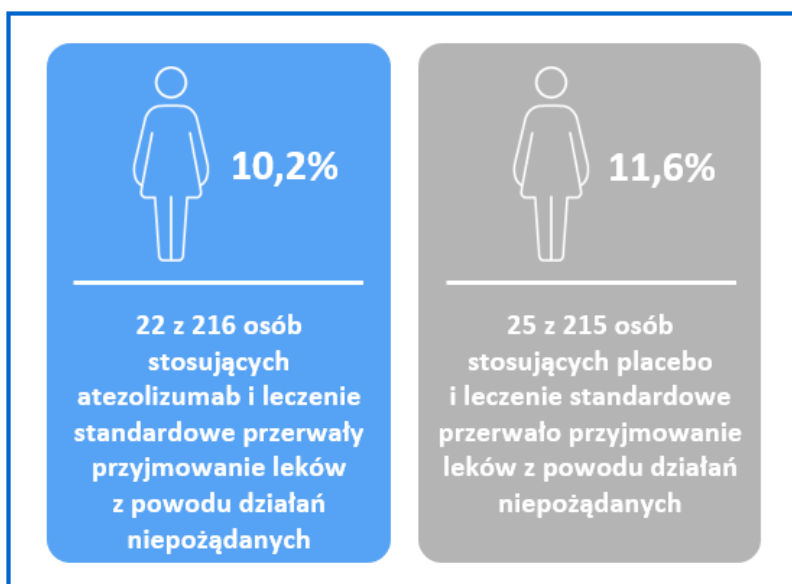 10,2%
22 z 216 osób
stosujących
atezolizumab i leczenie
standardowe przerwały
przyjmowanie leków
z powodu działań
niepożądanych
11,6%
25 z 215 osób
stosujących placebo
i leczenie standardowe
przerwało przyjmowanie
leków z powodu działań
niepożądanych